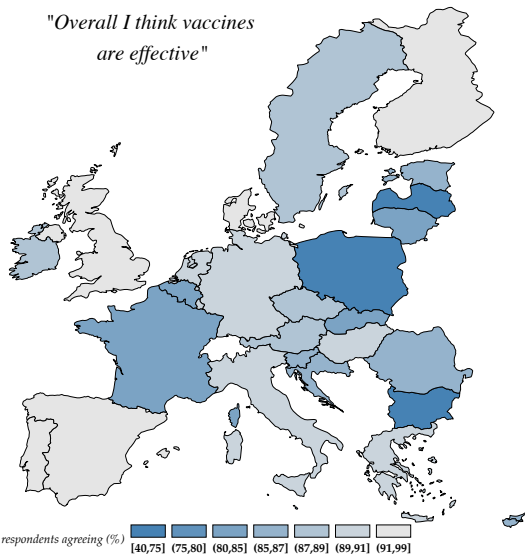 "Overall I think vaccines
are effective"
respondents agreeing (%)
[40,75] (75,80] (80,85] (85,87] (87,89] (89,91] (91,99]